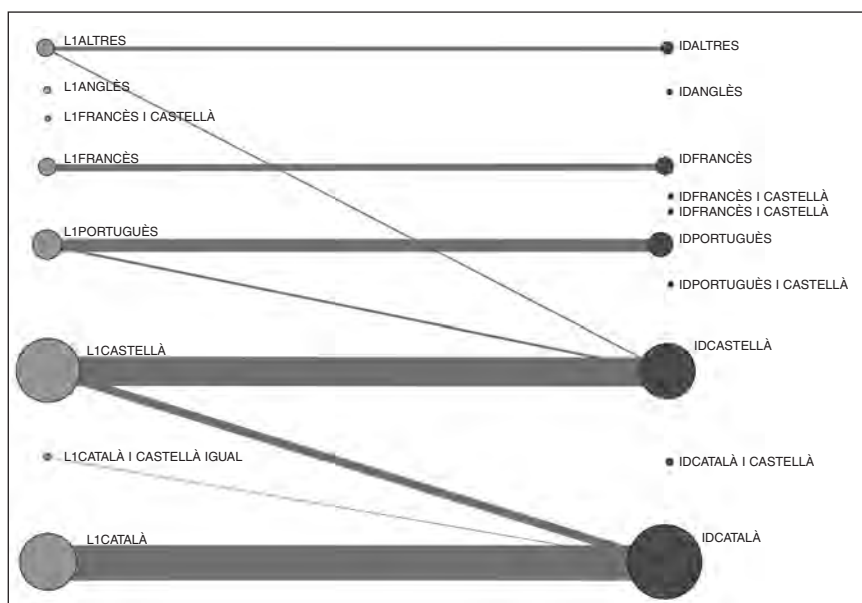 L1ALTRES
IDALTRES
L1ANGLÈS
IDANGLÈS
L1FRANCÈS I CASTELLÀ
L1FRANCÈS
IDFRANCÈS
IDFRANCÈS I CASTELLÀ
IDFRANCÈS I CASTELLÀ
L1PORTUGUÈS
IDPORTUGUÈS
IDPORTUGUÈS I CASTELLÀ
L1CASTELLÀ
IDCASTELLÀ
L1CATALÀ I CASTELLÀ IGUAL
IDCATALÀ I CASTELLÀ
L1CATALÀ
IDCATALÀ